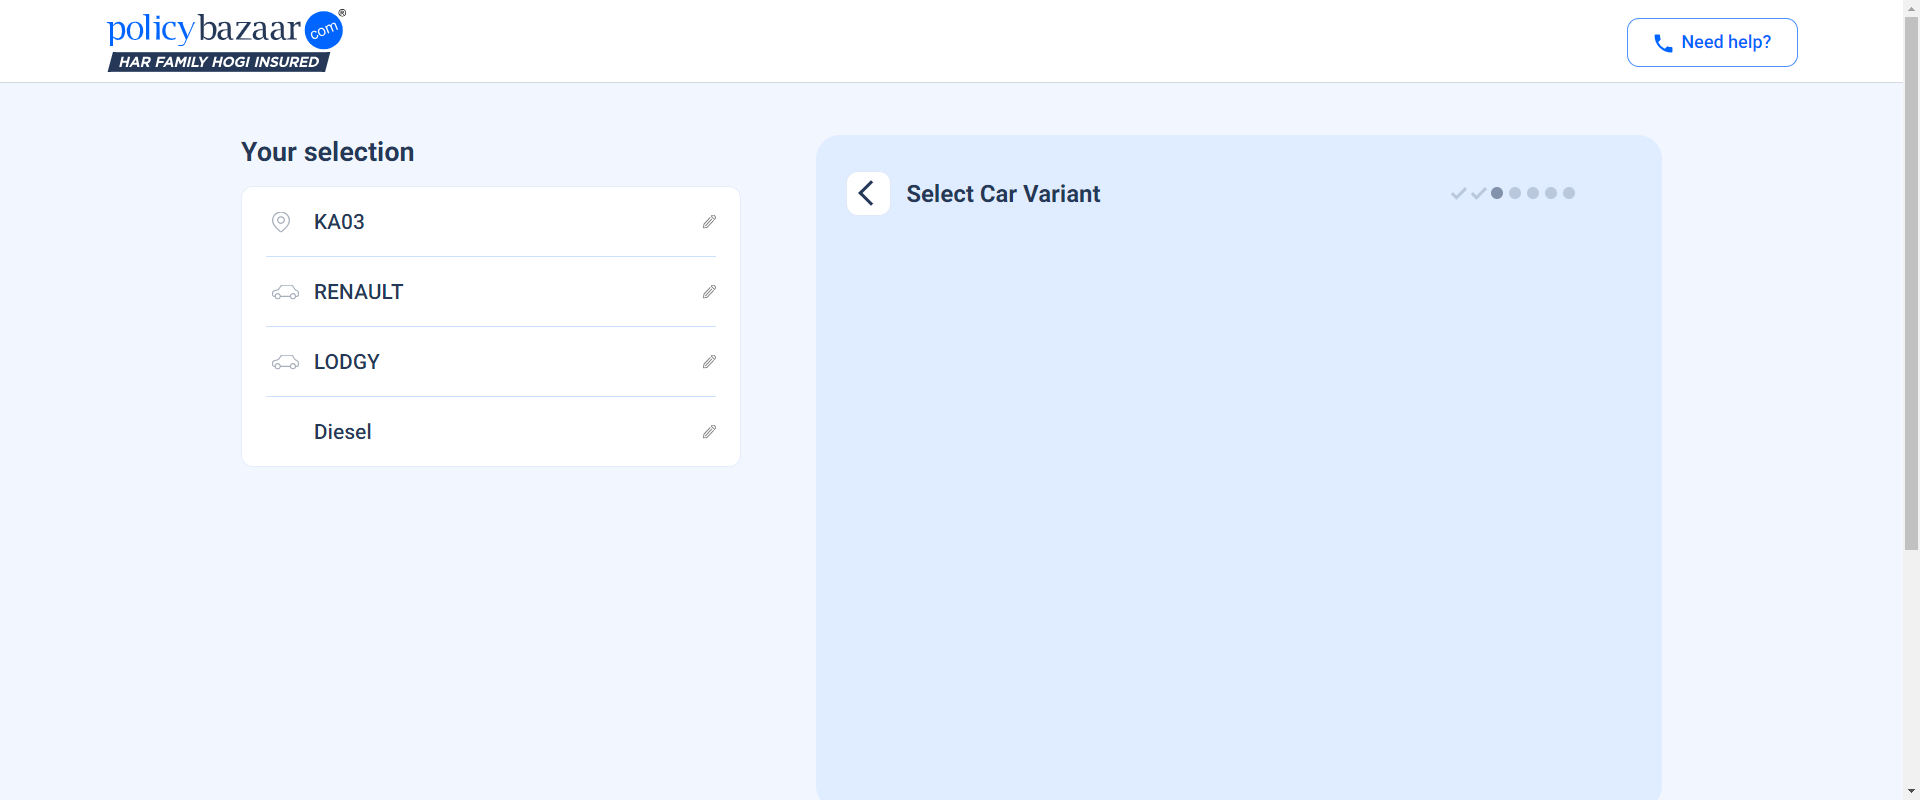 policybazaar com ®
HAR FAMILY HOGI INSURED
Need help?
Your selection
KA03
RENAULT
LODGY
Diesel
Select Car Variant